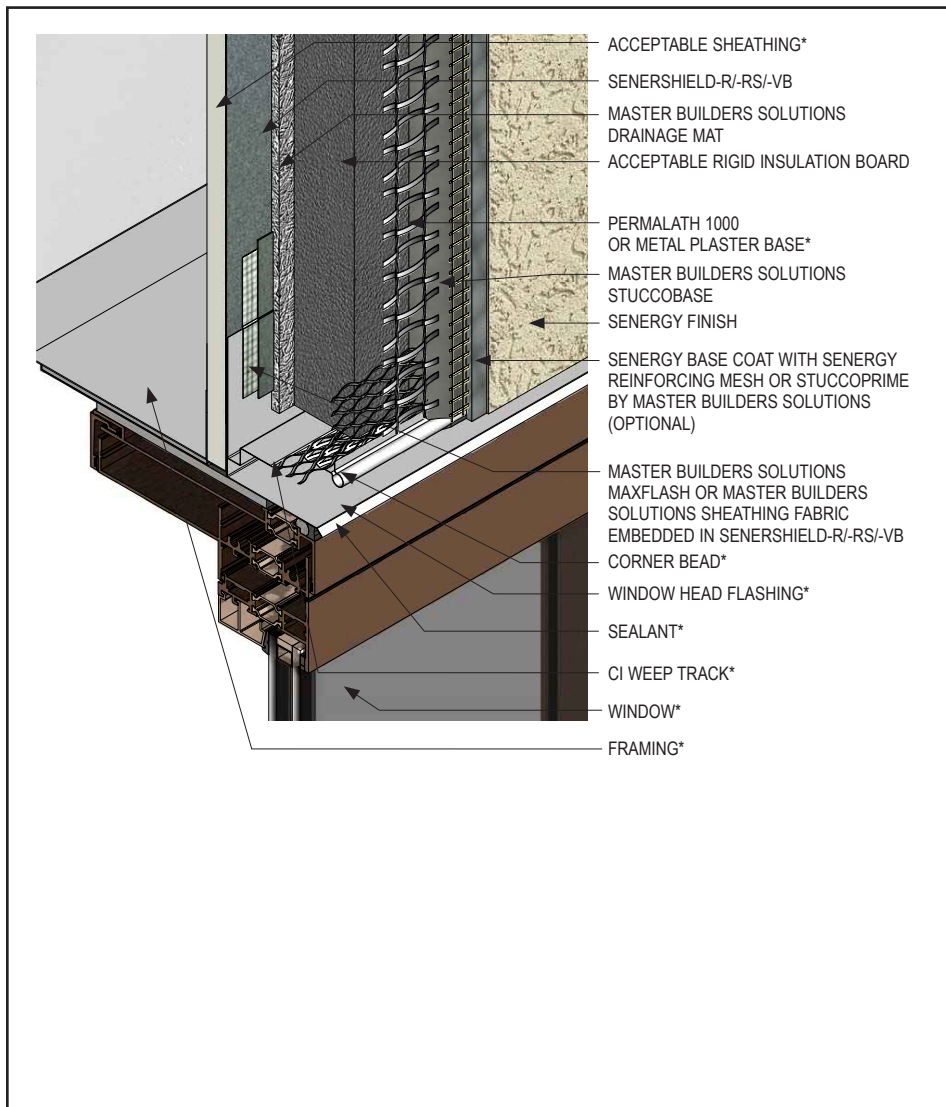 ACCEPTABLE SHEATHING*
SENERSHIELD-R/-RS/-VB
MASTER BUILDERS SOLUTIONS
DRAINAGE MAT
ACCEPTABLE RIGID INSULATION BOARD
PERMALATH 1000
OR METAL PLASTER BASE*
MASTER BUILDERS SOLUTIONS
STUCCOBASE
SENERGY FINISH
SENERGY BASE COAT WITH SENERGY
REINFORCING MESH OR STUCCOPRIME
BY MASTER BUILDERS SOLUTIONS
(OPTIONAL)
MASTER BUILDERS SOLUTIONS
MAXFLASH OR MASTER BUILDERS
SOLUTIONS SHEATHING FABRIC
EMBEDDED IN SENERSHIELD-R/-RS/-VB
CORNER BEAD*
WINDOW HEAD FLASHING*
SEALANT*
CI WEEP TRACK*
WINDOW*
FRAMING*